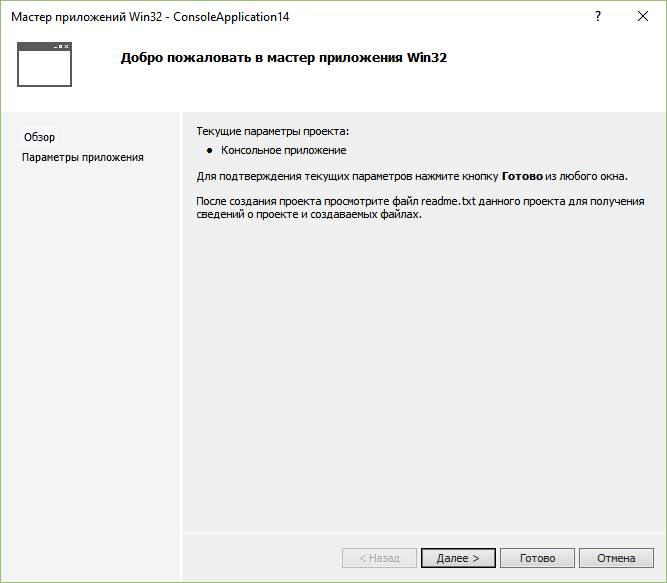 Мастер приложений Win32 - ConsoleApplication14
?
Добро пожаловать в мастер приложения Win32
Обзор
Параметры приложения
Текущие параметры проекта:
• Консольное приложение
Для подтверждения текущих параметров нажмите кнопку Готово из любого окна.
После создания проекта просмотрите файл readme.txt данного проекта для получения
сведений о проекте и создаваемых файлах.
< Назад
Далее >
Готово
Отмена